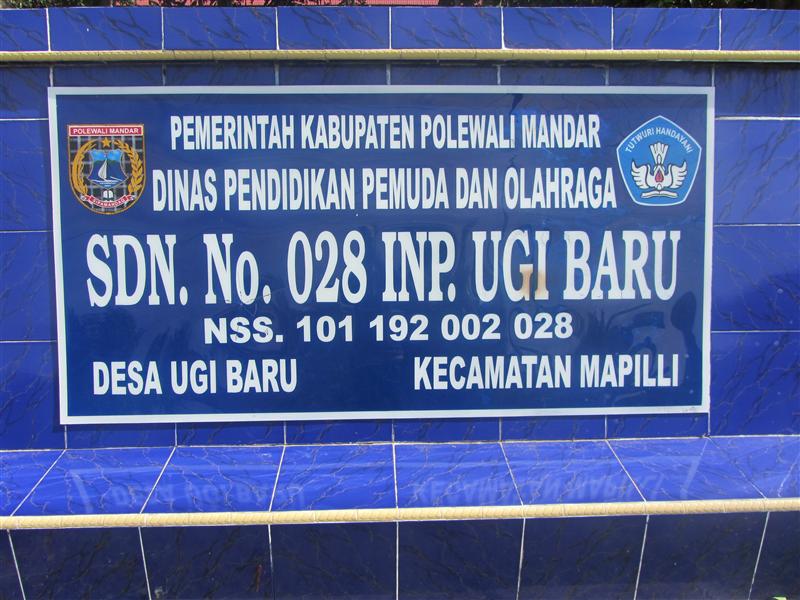 PEMERINTAH KABUPATEN POLEWALI MANDAR
DINAS PENDIDIKAN PEMUDA DAN OLAHRAGA
SDN. No. 028 INP. UGI BARU
NSS. 101 192 002 028
DESA UGI BARU KECAMATAN MAPILLI
POLEWALI MANDAR
TUT WURI HANDAYANI